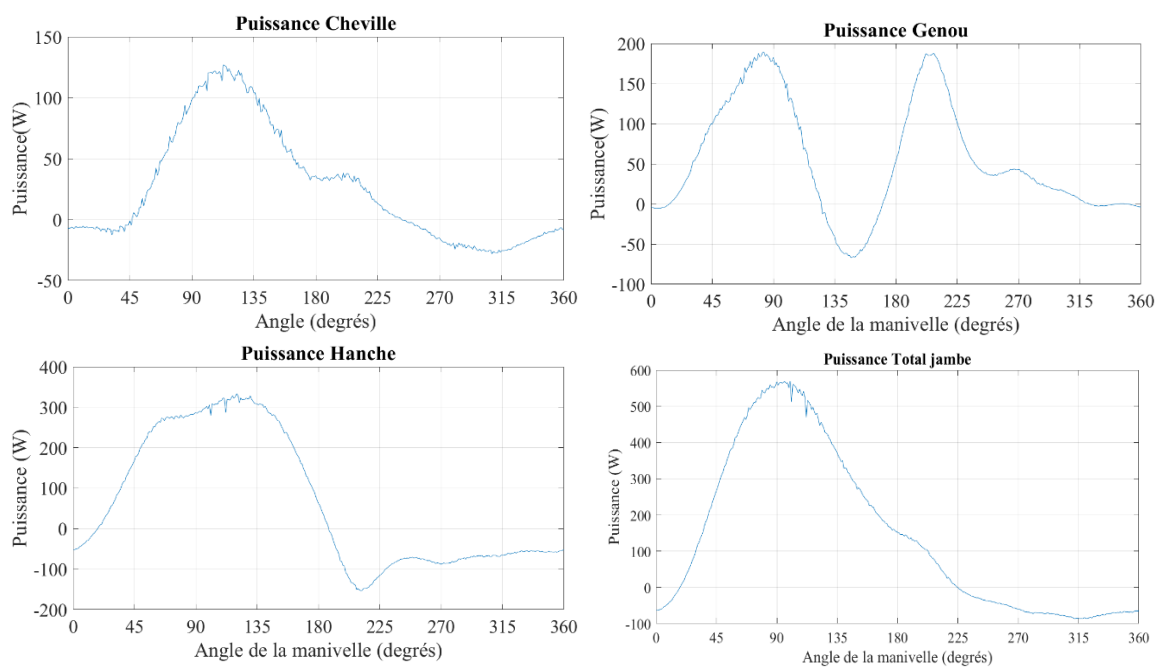 Puissance Cheville
150
100
50
0
-50
Puissance(W)
0 45 90 135 180 225 270 315 360
Angle (degrés)
Puissance Genou
200
150
100
50
0
-50
-100
Puissance(W)
0 45 90 135 180 225 270 315 360
Angle de la manivelle (degrés)
Puissance Hanche
400
300
200
100
0
-100
-200
Puissance (W)
0 45 90 135 180 225 270 315 360
Angle de la manivelle (degrés)
Puissance Total jambe
600
500
400
300
200
100
0
-100
Puissance (W)
0 45 90 135 180 225 270 315 360
Angle de la manivelle (degrés)